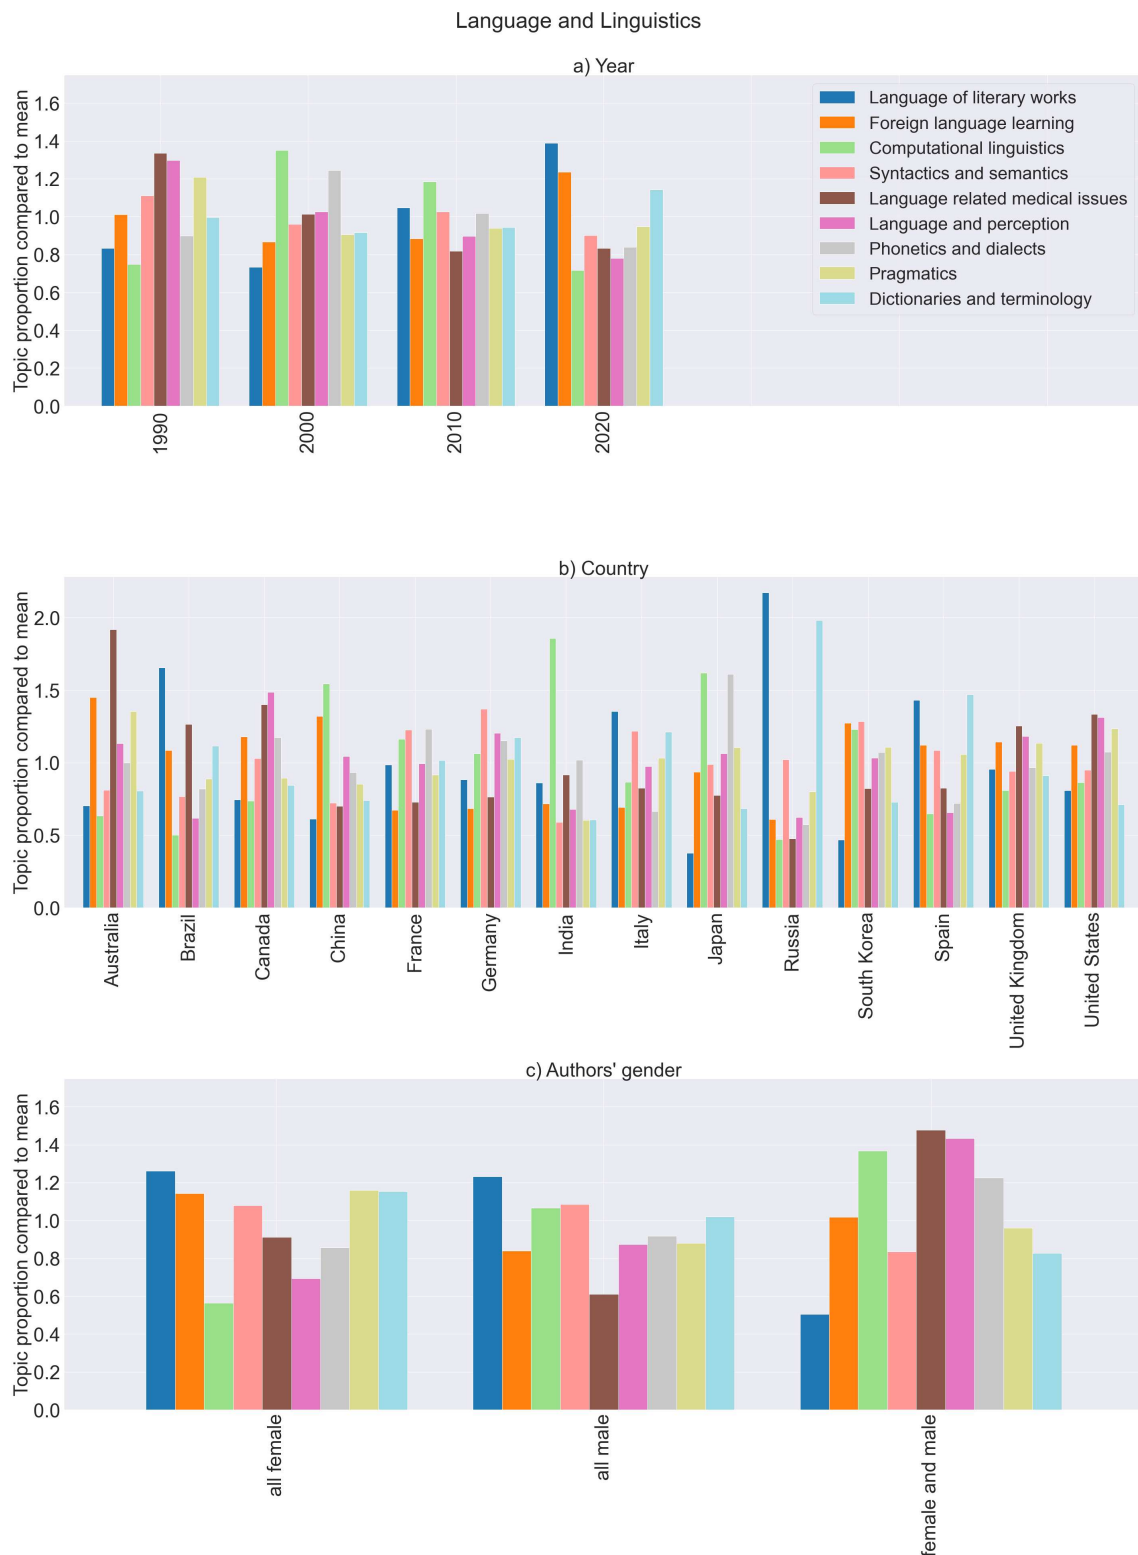 Language and Linguistics
a) Year
Topic proportion compared to mean
1.6
1.4
1.2
1.0
0.8
0.6
0.4
0.2
0.0
Language of literary works
Foreign language learning
Computational linguistics
Syntactics and semantics
Language related medical issues
Language and perception
Phonetics and dialects
Pragmatics
Dictionaries and terminology
1990
2000
2010
2020
b) Country
Topic proportion compared to mean
2.0
1.5
1.0
0.5
0.0
Australia
Brazil
Canada
China
France
Germany
India
Italy
Japan
Russia
South Korea
Spain
United Kingdom
United States
c) Authors' gender
Topic proportion compared to mean
1.6
1.4
1.2
1.0
0.8
0.6
0.4
0.2
0.0
all female
all male
female and male